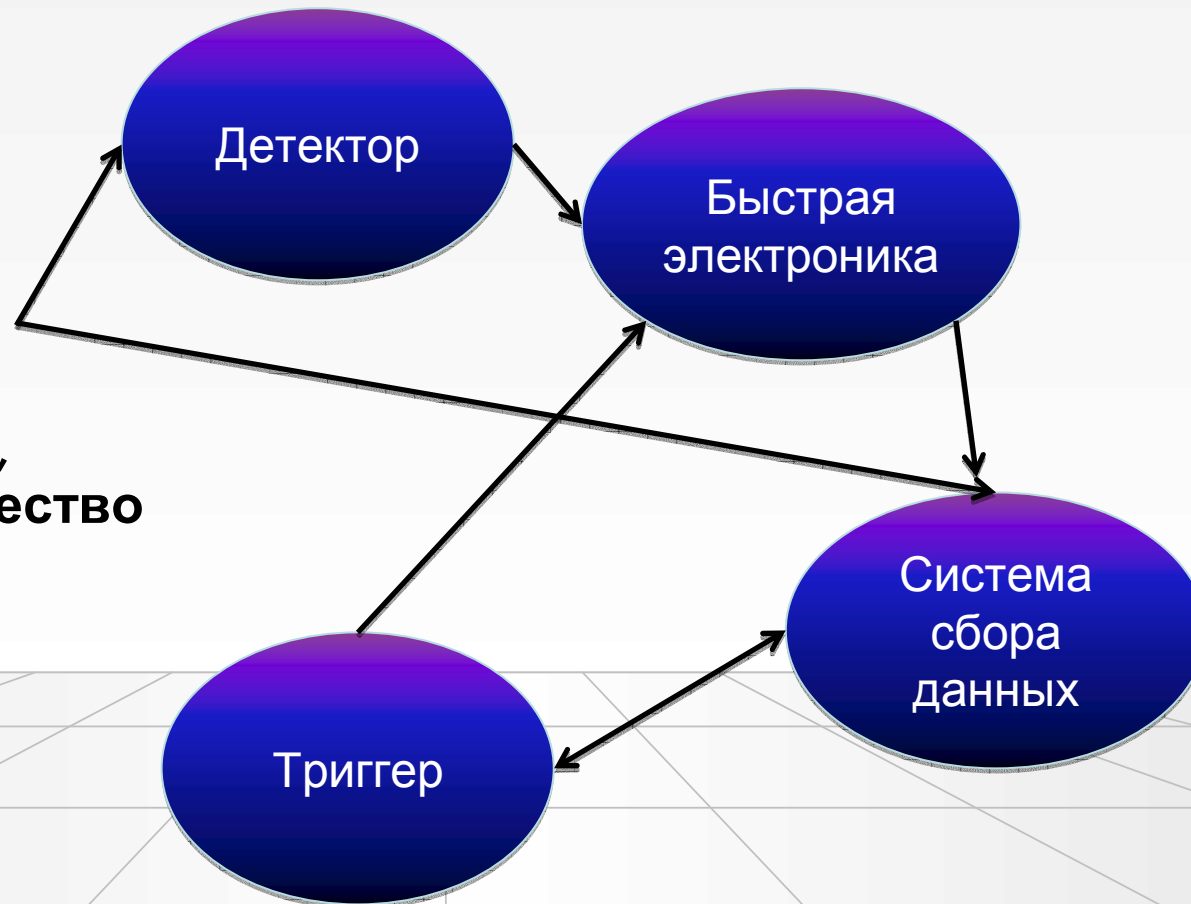 Детектор
Быстрая
электроника
ество
Система
сбора
данных
Триггер